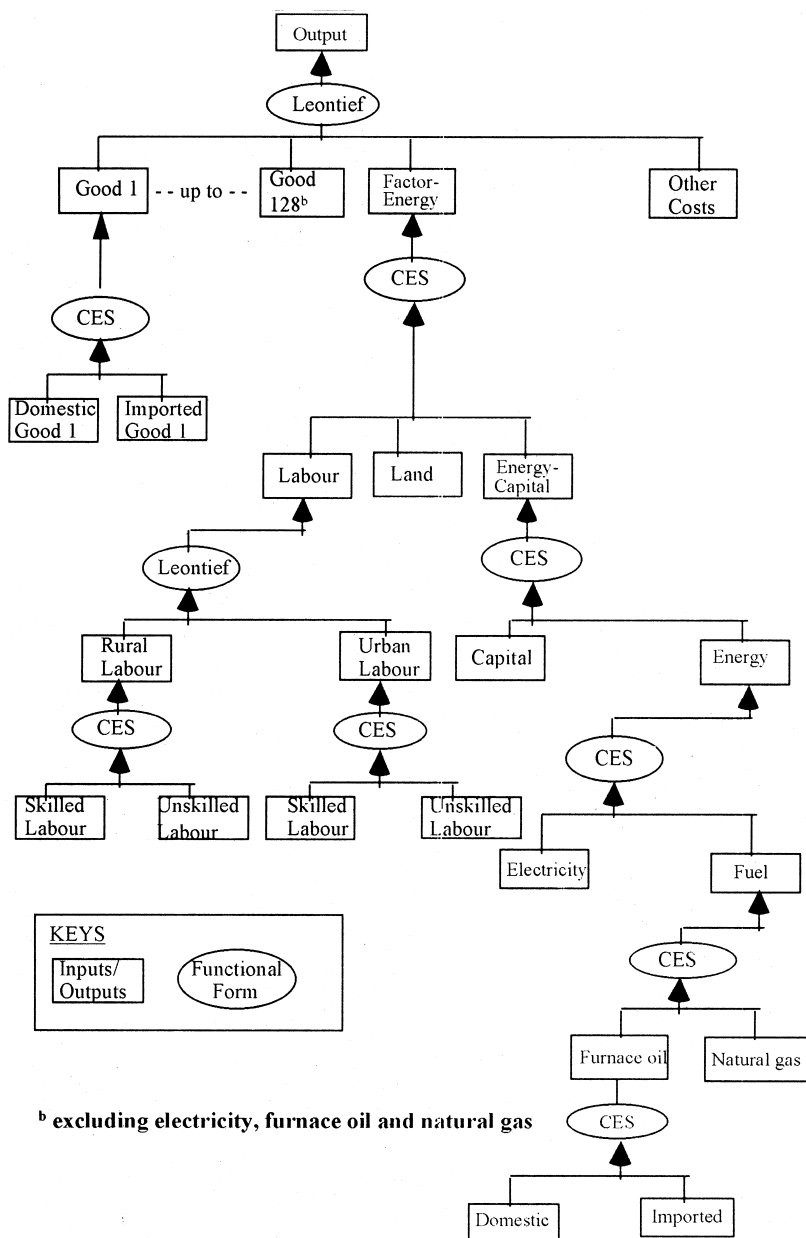 Output
Leontief
Good 1
- - up to - -
Good
128ᵇ
Factor-
Energy
Other
Costs
CES
CES
Domestic
Good 1
Imported
Good 1
Labour
Land
Energy-
Capital
Leontief
CES
Rural
Labour
Urban
Labour
Capital
Energy
CES
CES
CES
Skilled
Labour
Unskilled
Labour
Skilled
Labour
Unskilled
Labour
Electricity
Fuel
KEYS
Inputs/
Outputs
Functional
Form
CES
Furnace oil
Natural gas
ᵇ excluding electricity, furnace oil and natural gas
CES
Domestic
Imported